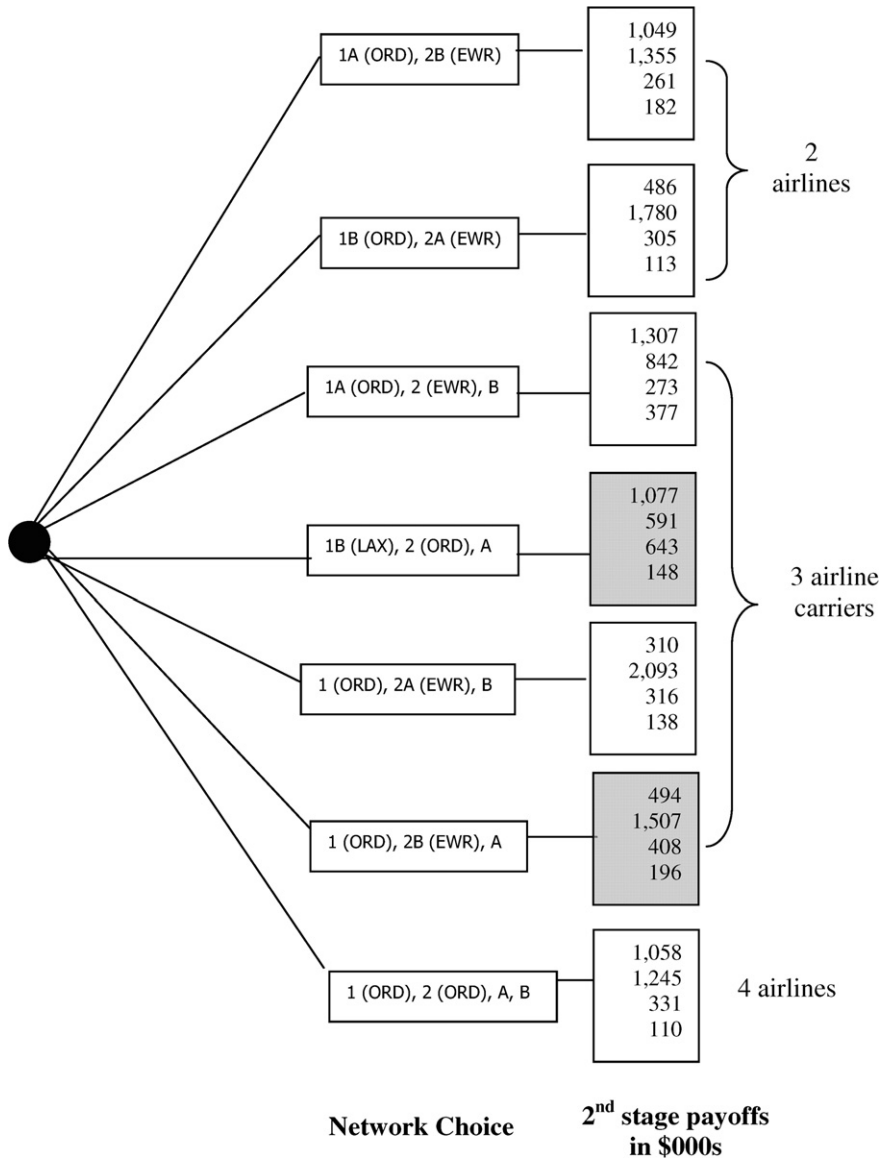 1A (ORD), 2B (EWR)
1,049
1,355
261
182
2
airlines
1B (ORD), 2A (EWR)
486
1,780
305
113
1A (ORD), 2 (EWR), B
1,307
842
273
377
1B (LAX), 2 (ORD), A
1,077
591
643
148
3 airline
carriers
1 (ORD), 2A (EWR), B
310
2,093
316
138
1 (ORD), 2B (EWR), A
494
1,507
408
196
1 (ORD), 2 (ORD), A, B
1,058
1,245
331
110
4 airlines
Network Choice
2nd stage payoffs
in $000s